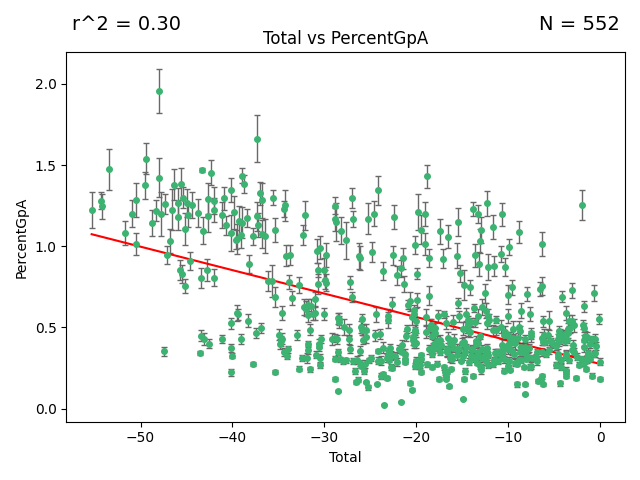 r^2 = 0.30
N = 552
Total vs PercentGpA
PercentGpA
2.0
1.5
1.0
0.5
0.0
−50
−40
−30
−20
−10
0
Total